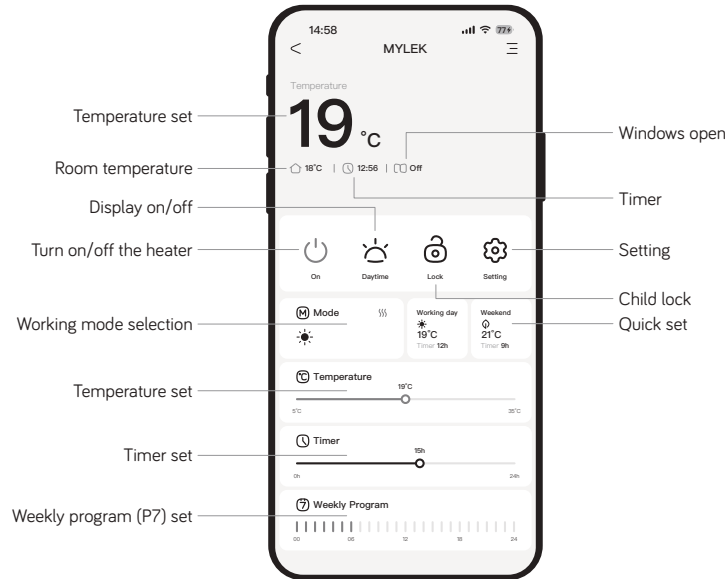 14:58
77
MYLEK
Temperature
19 °C
18°C | 12:56 | Off
On
Daytime
Lock
Setting
M Mode
Working day
19°C
Timer 12h
Weekend
21°C
Timer 9h
°C Temperature
19°C
5°C
35°C
Timer
15h
0h
24h
7 Weekly Program
00
06
12
18
24
Temperature set
Room temperature
Display on/off
Turn on/off the heater
Working mode selection
Temperature set
Timer set
Weekly program (P7) set
Windows open
Timer
Setting
Child lock
Quick set